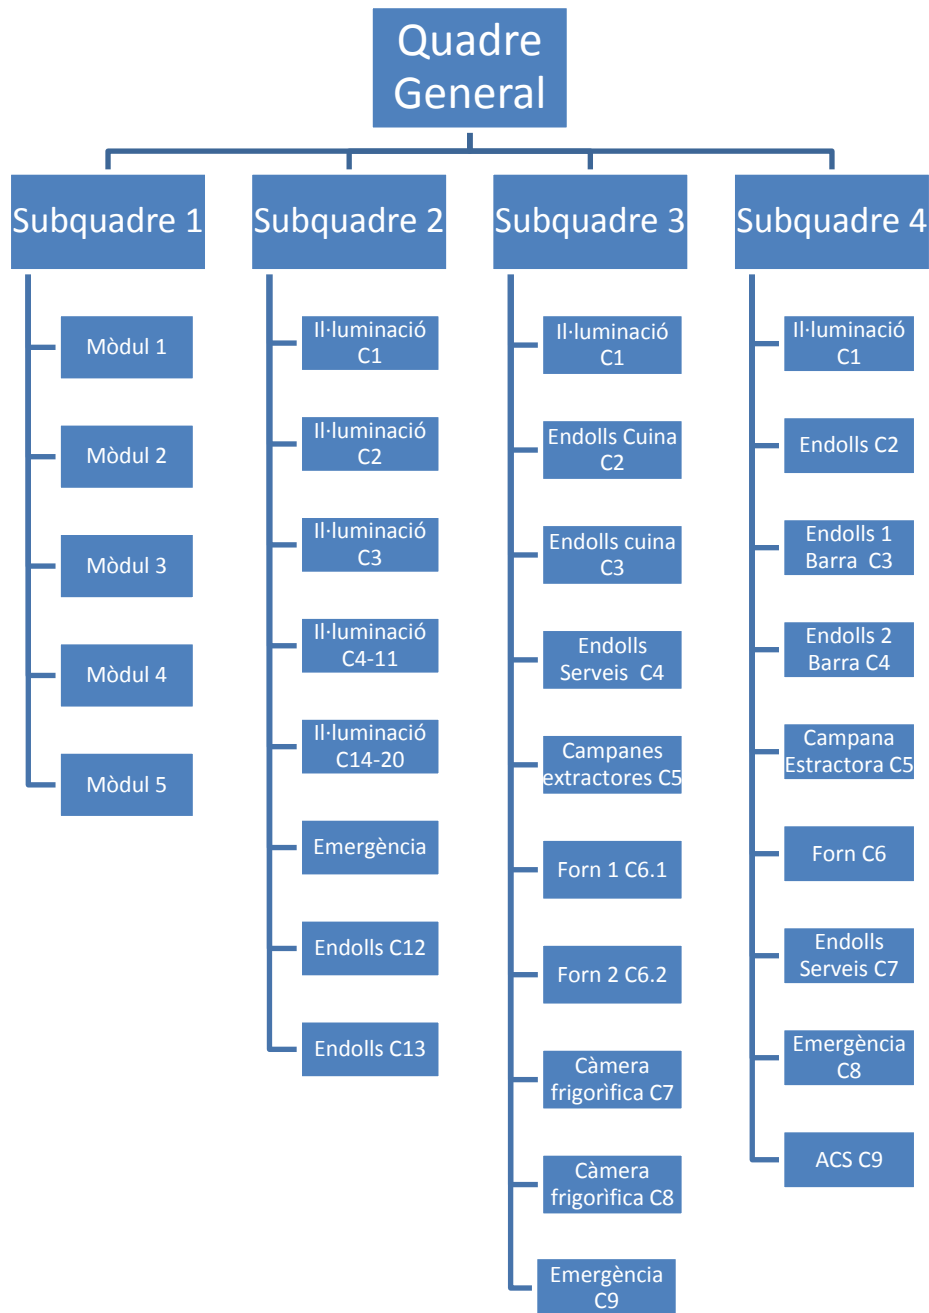 Quadre
General
Subquadre 1
Mòdul 1
Mòdul 2
Mòdul 3
Mòdul 4
Mòdul 5
Subquadre 2
Il·luminació
C1
Il·luminació
C2
Il·luminació
C3
Il·luminació
C4-11
Il·luminació
C14-20
Emergència
Endolls C12
Endolls C13
Subquadre 3
Il·luminació
C1
Endolls Cuina
C2
Endolls cuina
C3
Endolls
Serveis C4
Campanes
extractores C5
Forn 1 C6.1
Forn 2 C6.2
Càmera
frigorìfica C7
Càmera
frigorìfica C8
Emergència
C9
Subquadre 4
Il·luminació
C1
Endolls C2
Endolls 1
Barra C3
Endolls 2
Barra C4
Campana
Estractora C5
Forn C6
Endolls
Serveis C7
Emergència
C8
ACS C9